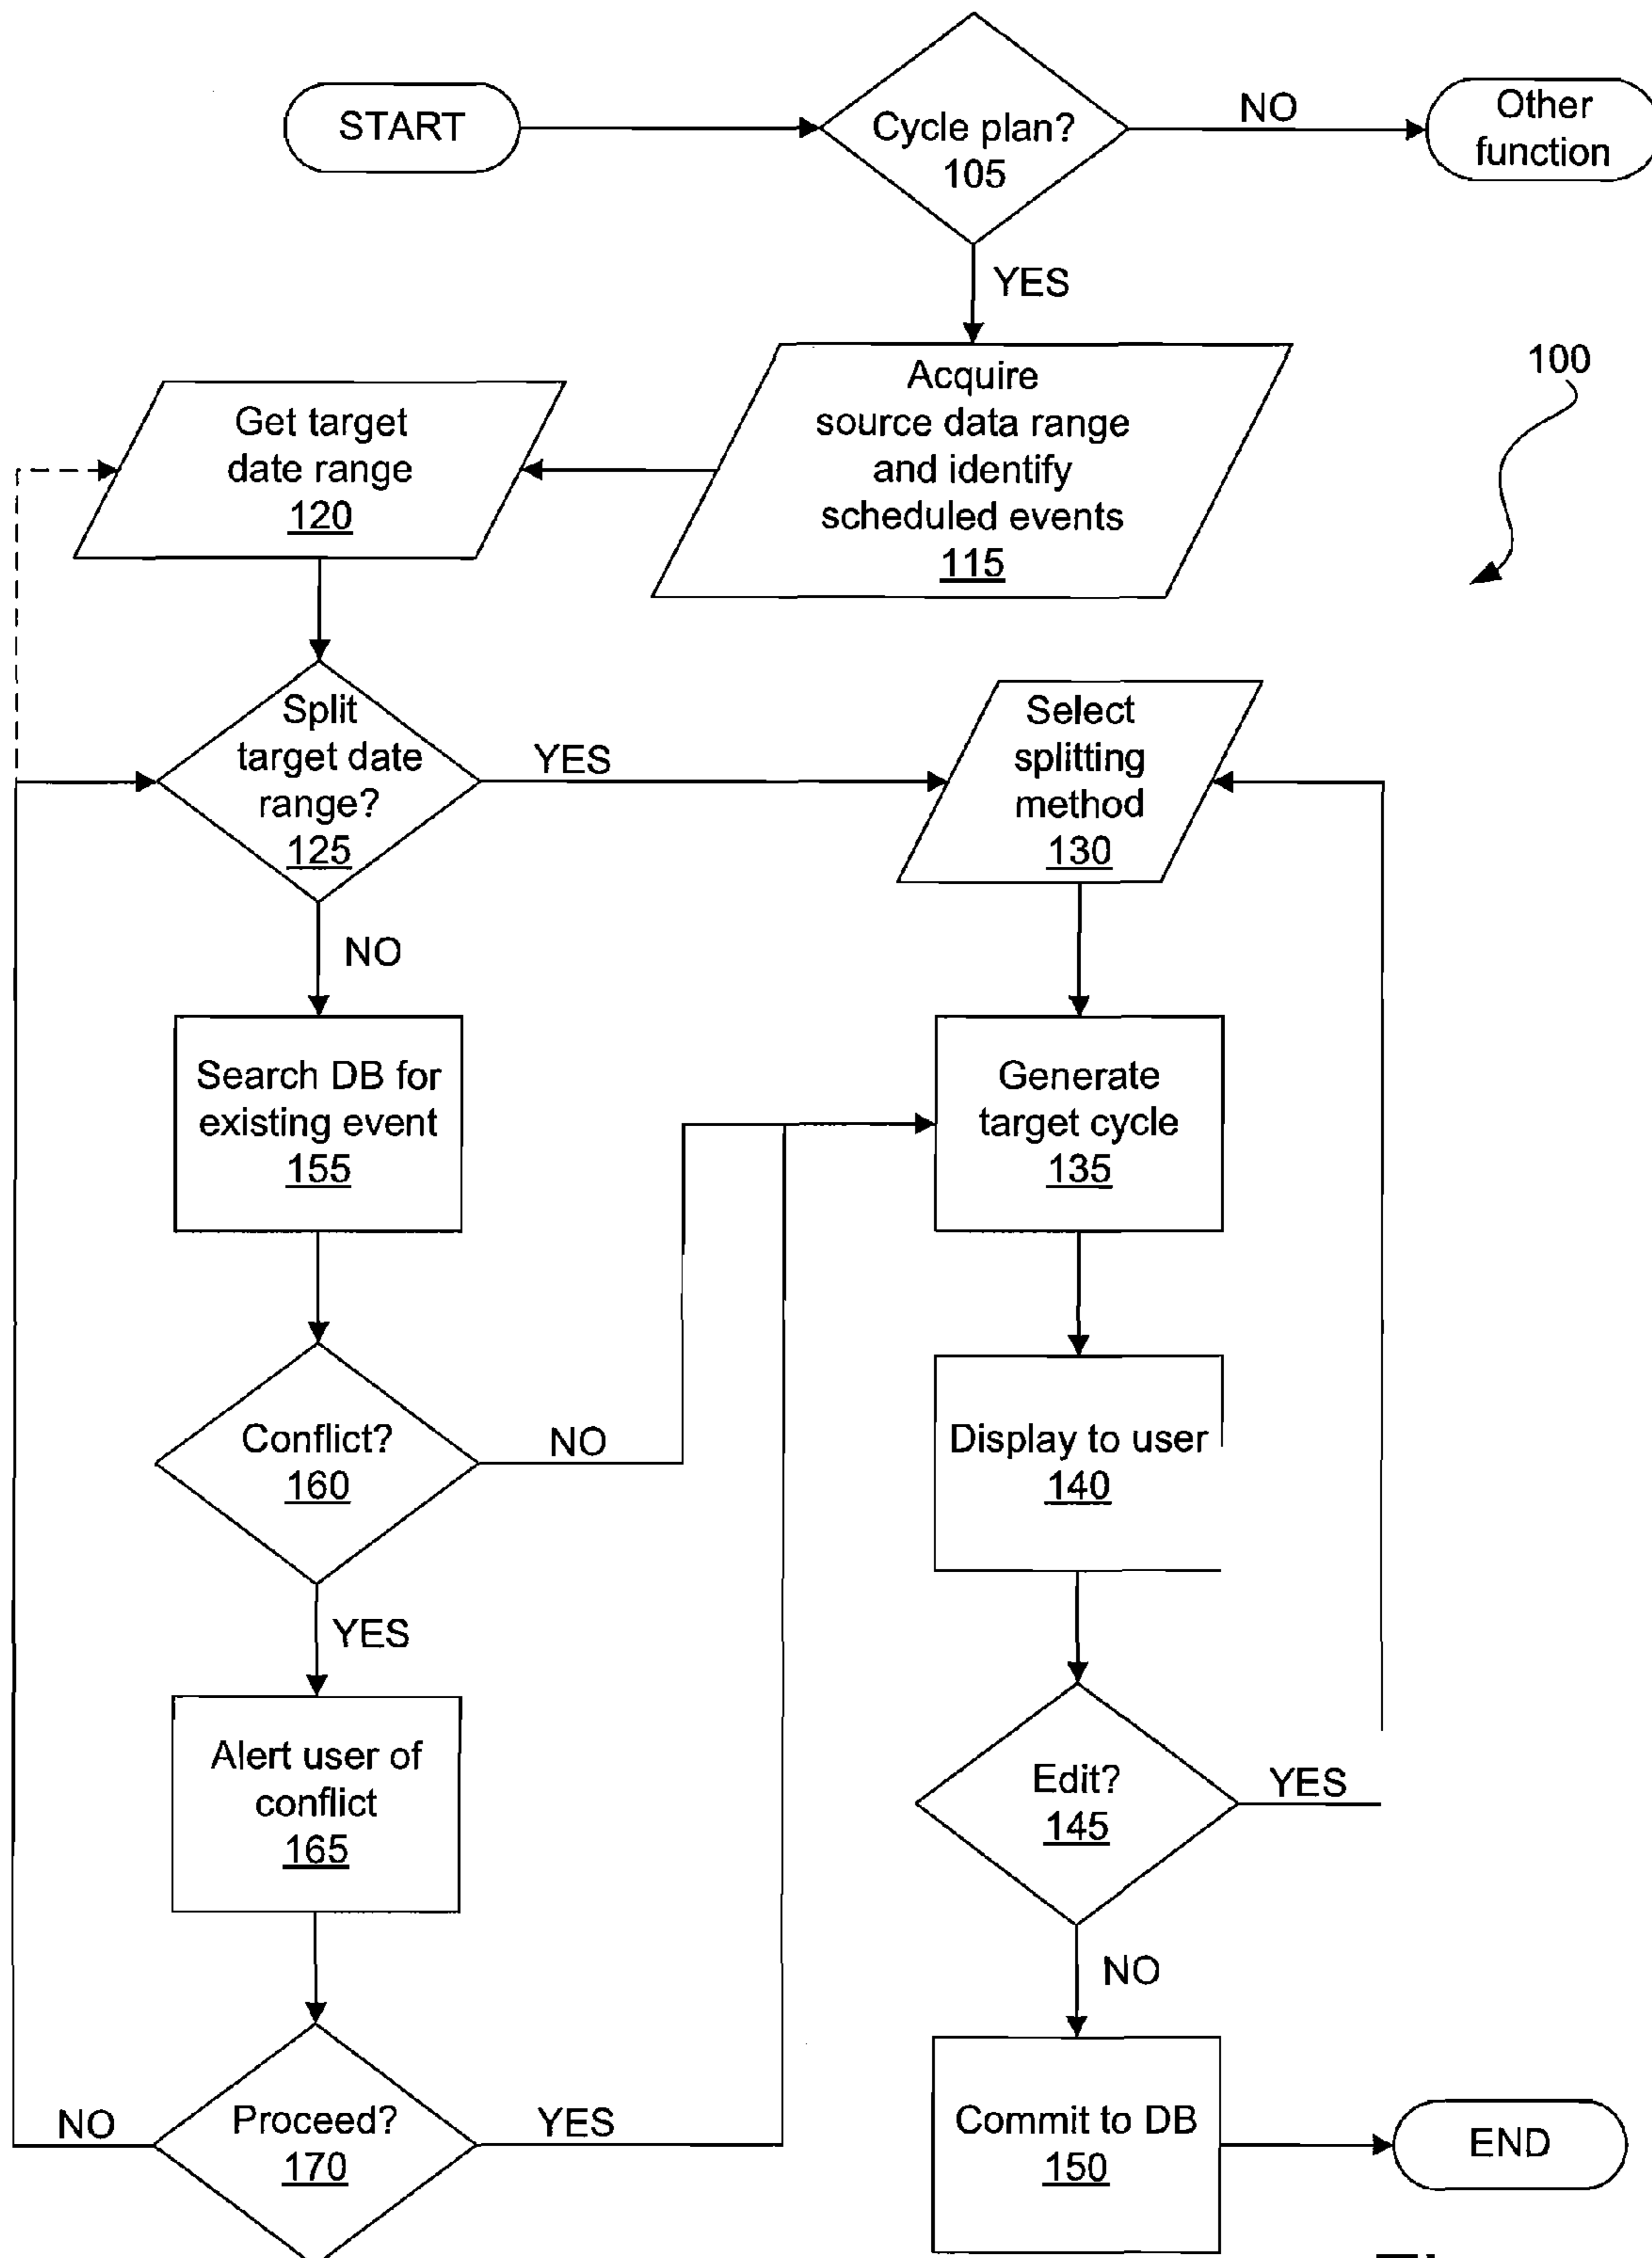 START
Cycle plan?
105
NO
Other
function
YES
Acquire
source data range
and identify
scheduled events
115
100
Get target
date range
120
Split
target date
range?
125
YES
Select
splitting
method
130
NO
Search DB for
existing event
155
Generate
target cycle
135
Conflict?
160
NO
Display to user
140
YES
Alert user of
conflict
165
Edit?
145
YES
NO
NO
Proceed?
170
YES
Commit to DB
150
END